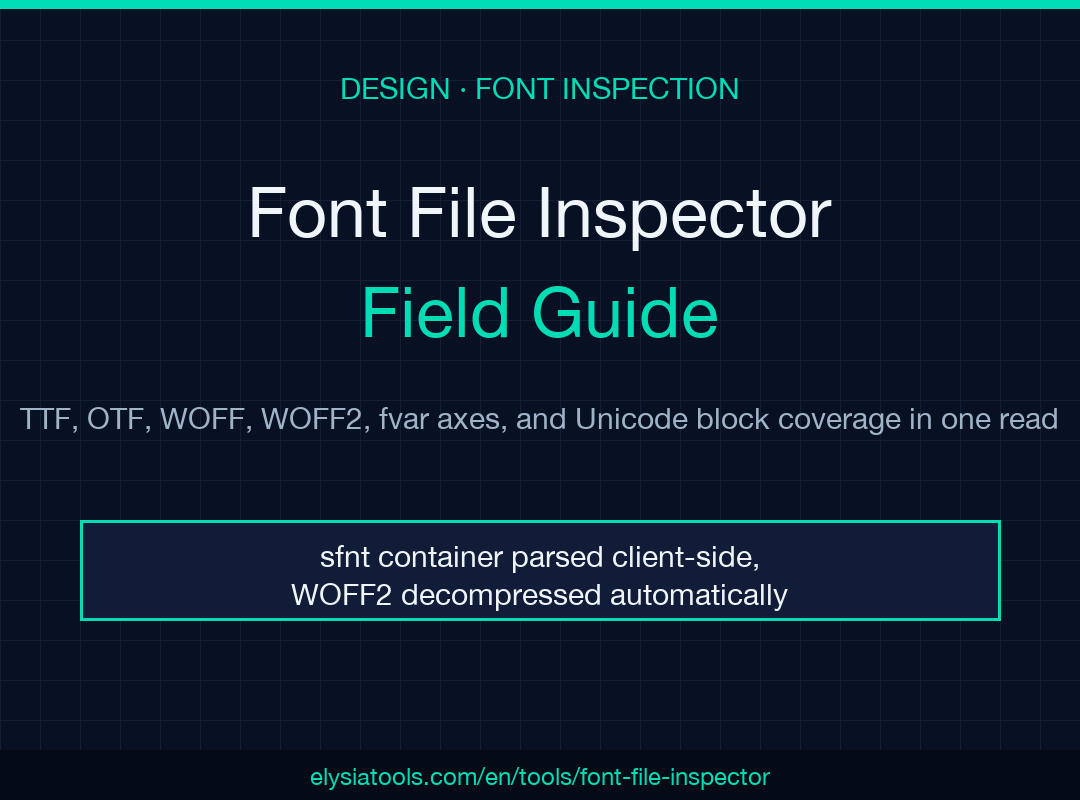 DESIGN · FONT INSPECTION
Font File Inspector
Field Guide
TTF, OTF, WOFF, WOFF2, fvar axes, and Unicode block coverage in one read
sfnt container parsed client-side,
WOFF2 decompressed automatically
elysiatools.com/en/tools/font-file-inspector